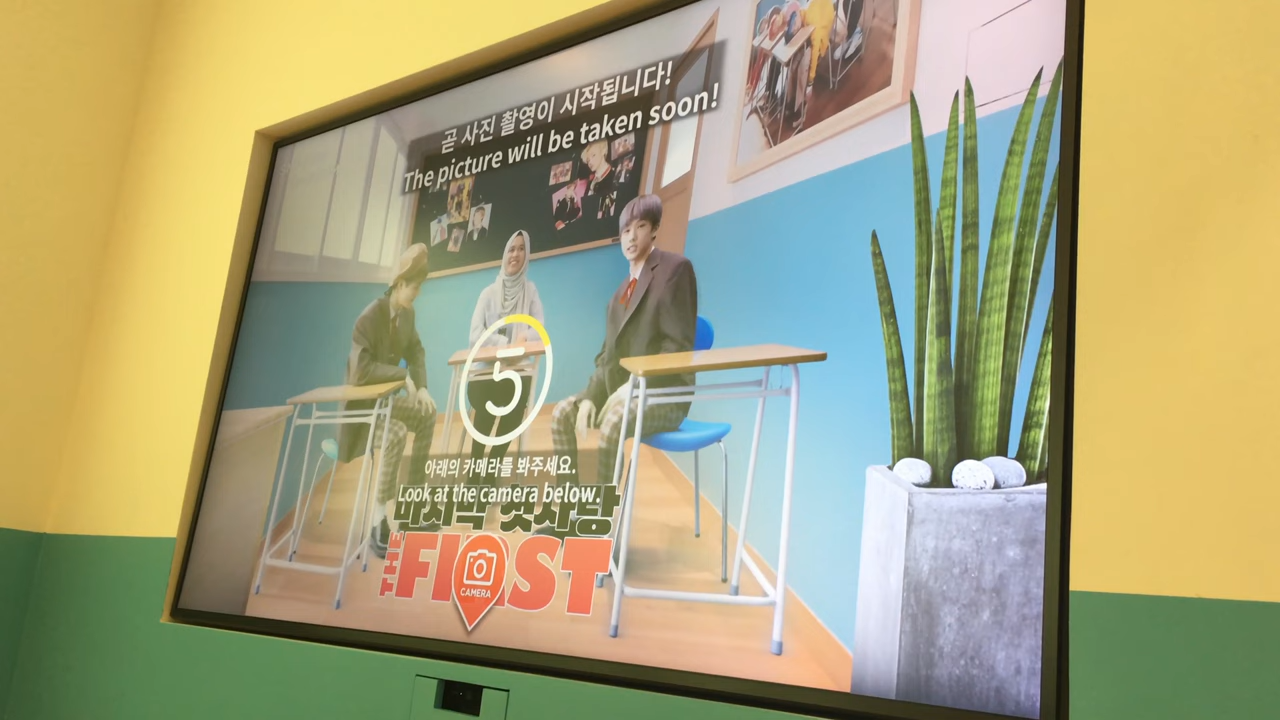 곧 사진 촬영이 시작됩니다!
The picture will be taken soon!
5
아래의 카메라를 봐주세요.
Look at the camera below.
마지막 첫사랑
THE FIRST
CAMERA